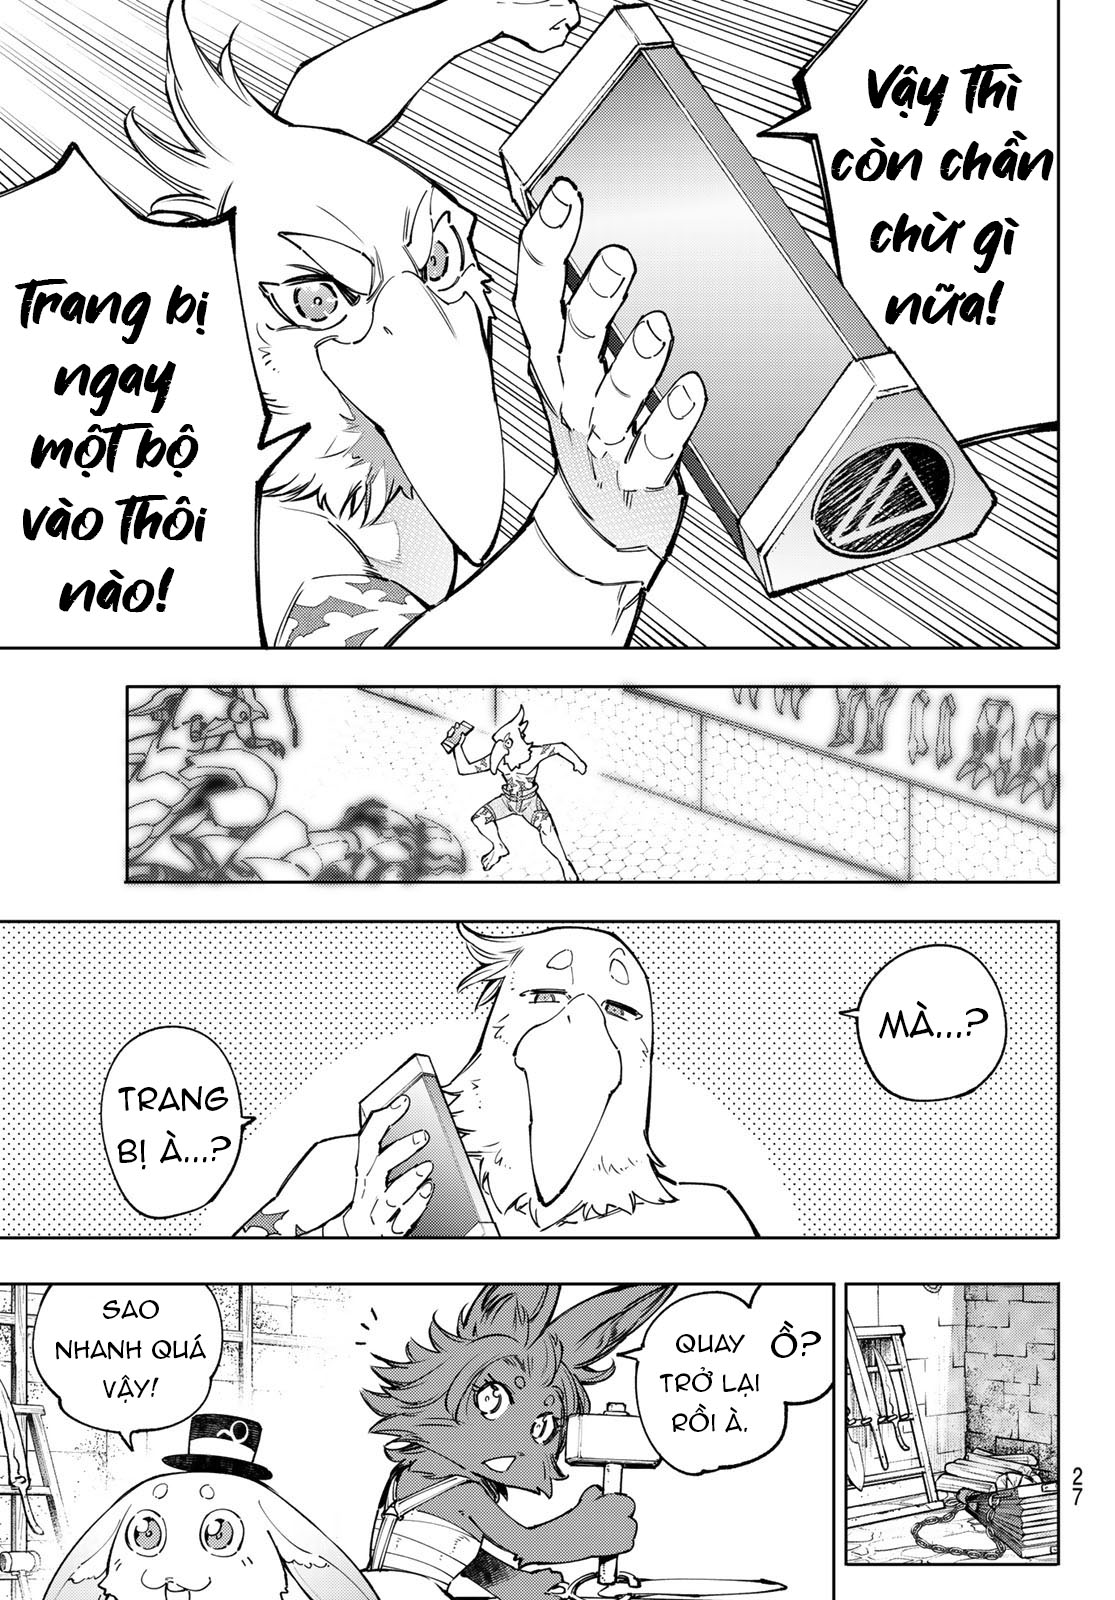 Vậy thì
còn chần
chừ gì
nữa!
Trang bị
ngay
một bộ
vào thôi
nào!
MÀ...?
TRANG
BỊ À...?
Ồ?
QUAY
TRỞ LẠI
RỒI À.
SAO
NHANH QUÁ
VẬY!
27